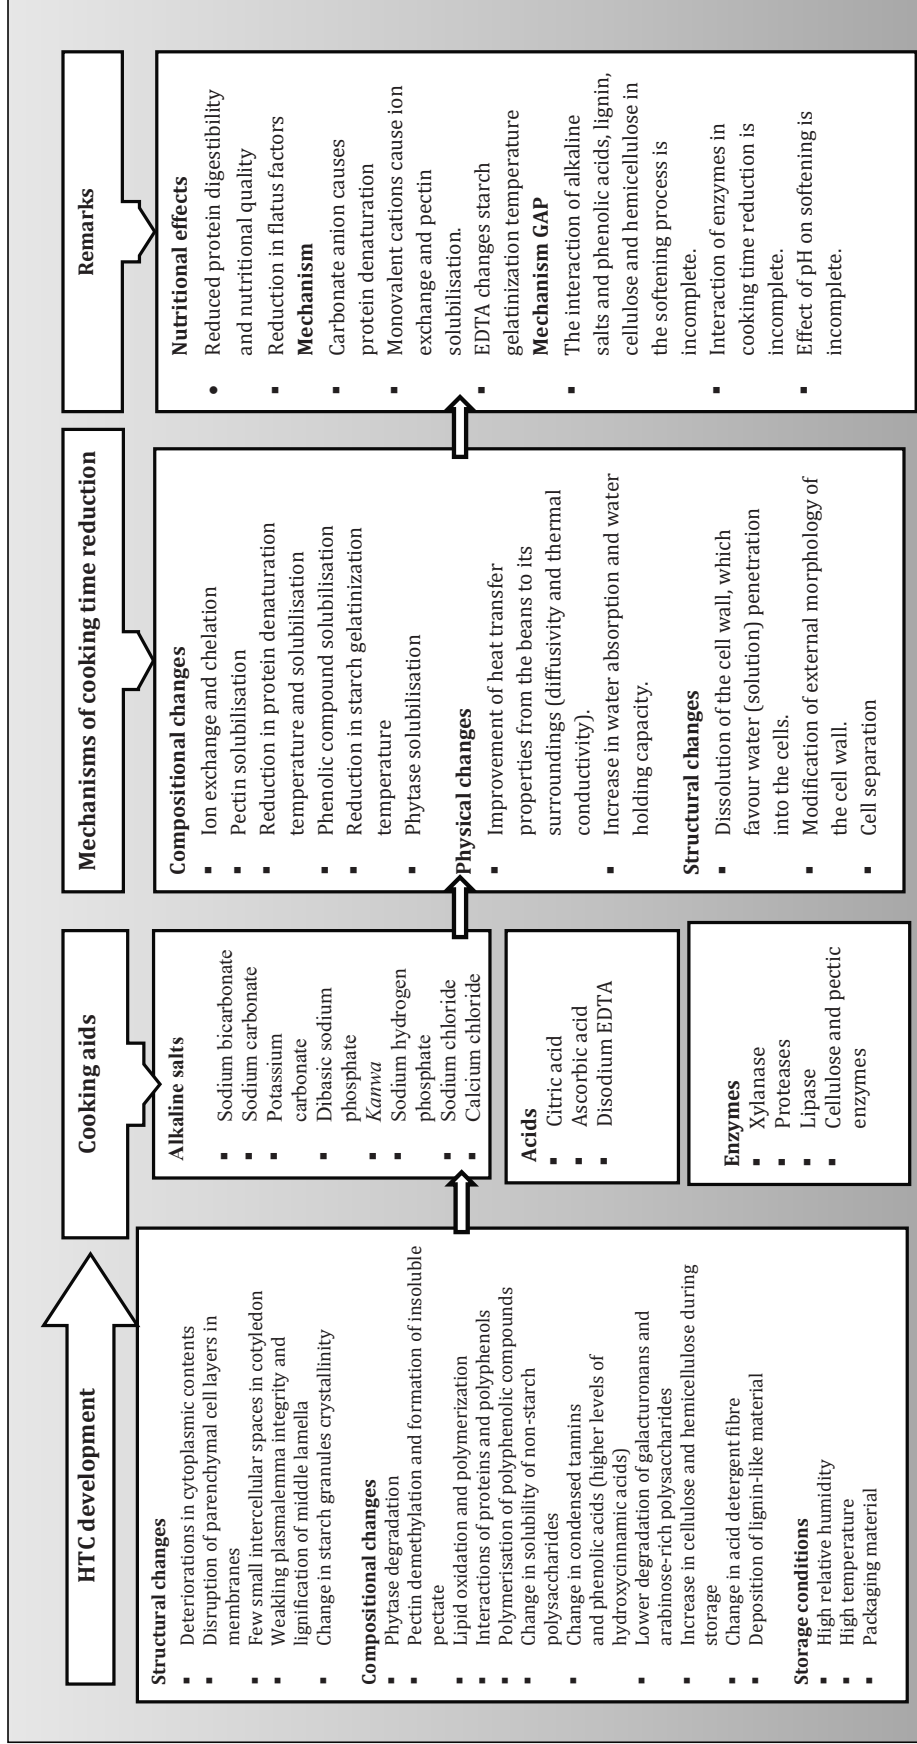 HTC development
Structural changes
▪ Deteriorations in cytoplasmic contents
▪ Disruption of parenchymal cell layers in
membranes
▪ Few small intercellular spaces in cotyledon
▪ Weakling plasmalemma integrity and
lignification of middle lamella
▪ Change in starch granules crystallinity
Compositional changes
▪ Phytase degradation
▪ Pectin demethylation and formation of insoluble
pectate
▪ Lipid oxidation and polymerization
▪ Interactions of proteins and polyphenols
▪ Polymerisation of polyphenolic compounds
▪ Change in solubility of non-starch
polysaccharides
▪ Change in condensed tannins
and phenolic acids (higher levels of
hydroxycinnamic acids)
▪ Lower degradation of galacturonans and
arabinose-rich polysaccharides
▪ Increase in cellulose and hemicellulose during
storage
▪ Change in acid detergent fibre
▪ Deposition of lignin-like material
Storage conditions
▪ High relative humidity
▪ High temperature
▪ Packaging material
Cooking aids
Alkaline salts
▪ Sodium bicarbonate
▪ Sodium carbonate
▪ Potassium
carbonate
▪ Dibasic sodium
phosphate
▪ Kanwa
▪ Sodium hydrogen
phosphate
▪ Sodium chloride
▪ Calcium chloride
Acids
▪ Citric acid
▪ Ascorbic acid
▪ Disodium EDTA
Enzymes
▪ Xylanase
▪ Proteases
▪ Lipase
▪ Cellulose and pectic
enzymes
Mechanisms of cooking time reduction
Compositional changes
▪ Ion exchange and chelation
▪ Pectin solubilisation
▪ Reduction in protein denaturation
temperature and solubilisation
▪ Phenolic compound solubilisation
▪ Reduction in starch gelatinization
temperature
▪ Phytase solubilisation
Physical changes
▪ Improvement of heat transfer
properties from the beans to its
surroundings (diffusivity and thermal
conductivity).
▪ Increase in water absorption and water
holding capacity.
Structural changes
▪ Dissolution of the cell wall, which
favour water (solution) penetration
into the cells.
▪ Modification of external morphology of
the cell wall.
▪ Cell separation
Remarks
Nutritional effects
• Reduced protein digestibility
and nutritional quality
▪ Reduction in flatus factors
Mechanism
▪ Carbonate anion causes
protein denaturation
▪ Monovalent cations cause ion
exchange and pectin
solubilisation.
▪ EDTA changes starch
gelatinization temperature
Mechanism GAP
▪ The interaction of alkaline
salts and phenolic acids, lignin,
cellulose and hemicellulose in
the softening process is
incomplete.
▪ Interaction of enzymes in
cooking time reduction is
incomplete.
▪ Effect of pH on softening is
incomplete.